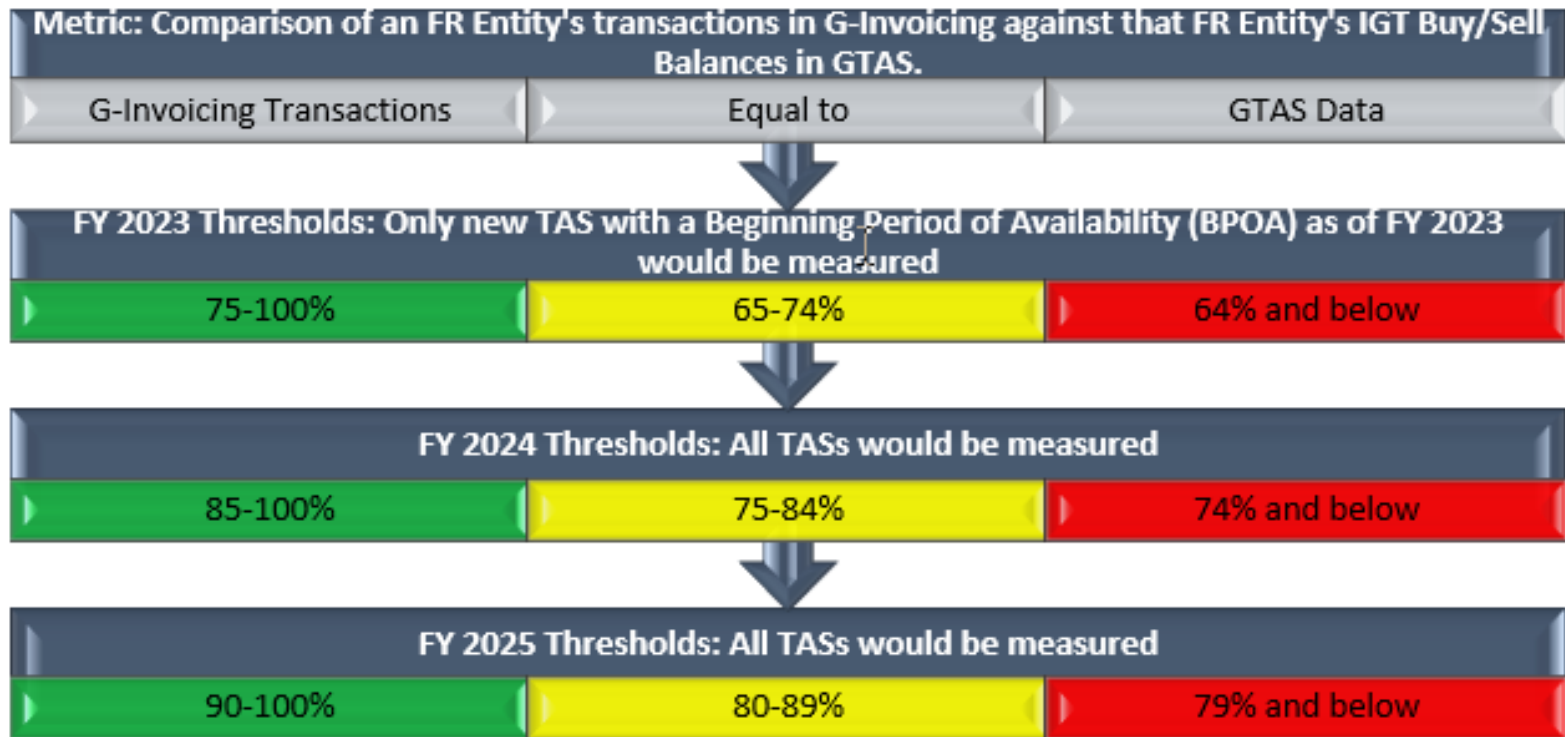 Metric: Comparison of an FR Entity's transactions in G-Invoicing against that FR Entity's IGT Buy/Sell
Balances in GTAS.
G-Invoicing Transactions
Equal to
GTAS Data
FY 2023 Thresholds: Only new TAS with a Beginning Period of Availability (BPOA) as of FY 2023
would be measured
75-100%
65-74%
64% and below
FY 2024 Thresholds: All TASs would be measured
85-100%
75-84%
74% and below
FY 2025 Thresholds: All TASs would be measured
90-100%
80-89%
79% and below